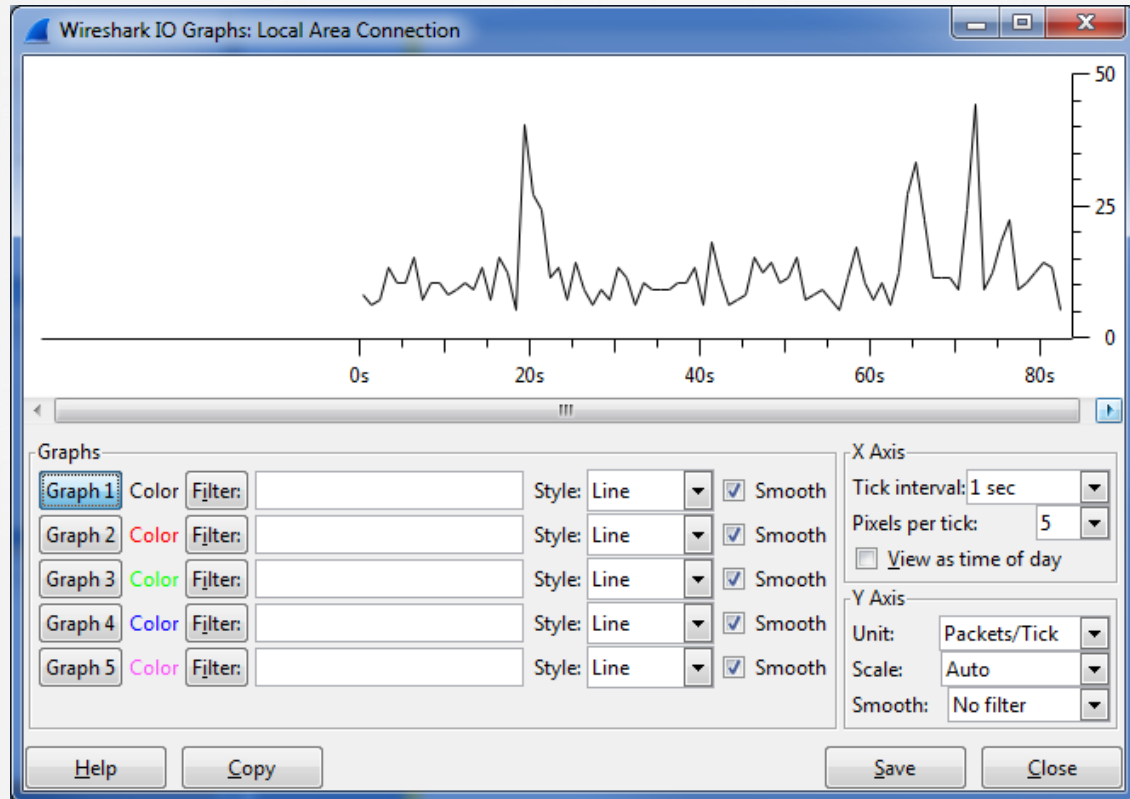 Wireshark IO Graphs: Local Area Connection
50
25
0
0s 20s 40s 60s 80s
Graphs
Graph 1 Color Filter: Style: Line Smooth
Graph 2 Color Filter: Style: Line Smooth
Graph 3 Color Filter: Style: Line Smooth
Graph 4 Color Filter: Style: Line Smooth
Graph 5 Color Filter: Style: Line Smooth
X Axis
Tick interval: 1 sec
Pixels per tick: 5
View as time of day
Y Axis
Unit: Packets/Tick
Scale: Auto
Smooth: No filter
Help Copy Save Close